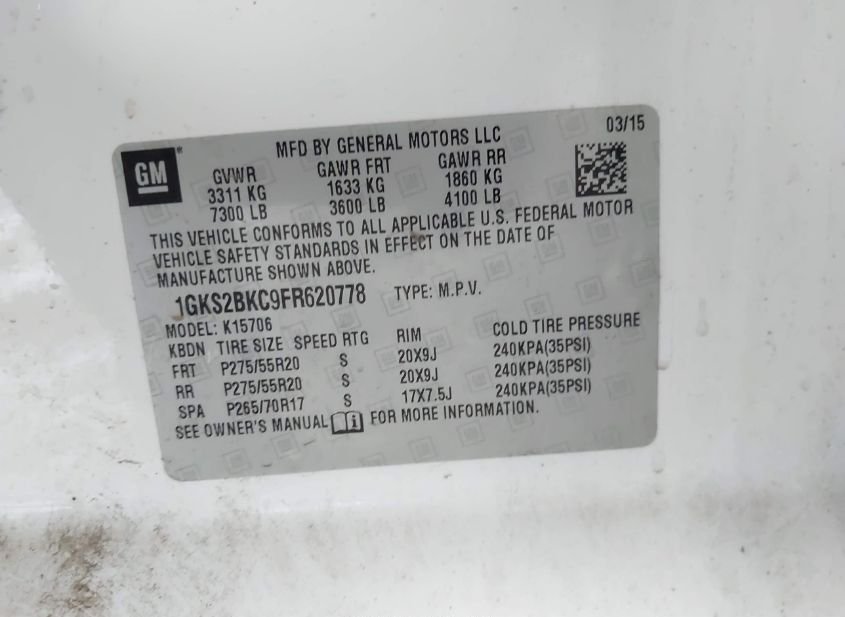 GM
MFD BY GENERAL MOTORS LLC 03/15
GVWR GAWR FRT GAWR RR
3311 KG 1633 KG 1860 KG
7300 LB 3600 LB 4100 LB
THIS VEHICLE CONFORMS TO ALL APPLICABLE U.S. FEDERAL MOTOR
VEHICLE SAFETY STANDARDS IN EFFECT ON THE DATE OF
MANUFACTURE SHOWN ABOVE.
1GKS2BKC9FR620778 TYPE: M.P.V.
MODEL: K15706
KBDN TIRE SIZE SPEED RTG RIM COLD TIRE PRESSURE
FRT P275/55R20 S 20X9J 240KPA(35PSI)
RR P275/55R20 S 20X9J 240KPA(35PSI)
SPA P265/70R17 S 17X7.5J 240KPA(35PSI)
SEE OWNER'S MANUAL i FOR MORE INFORMATION.